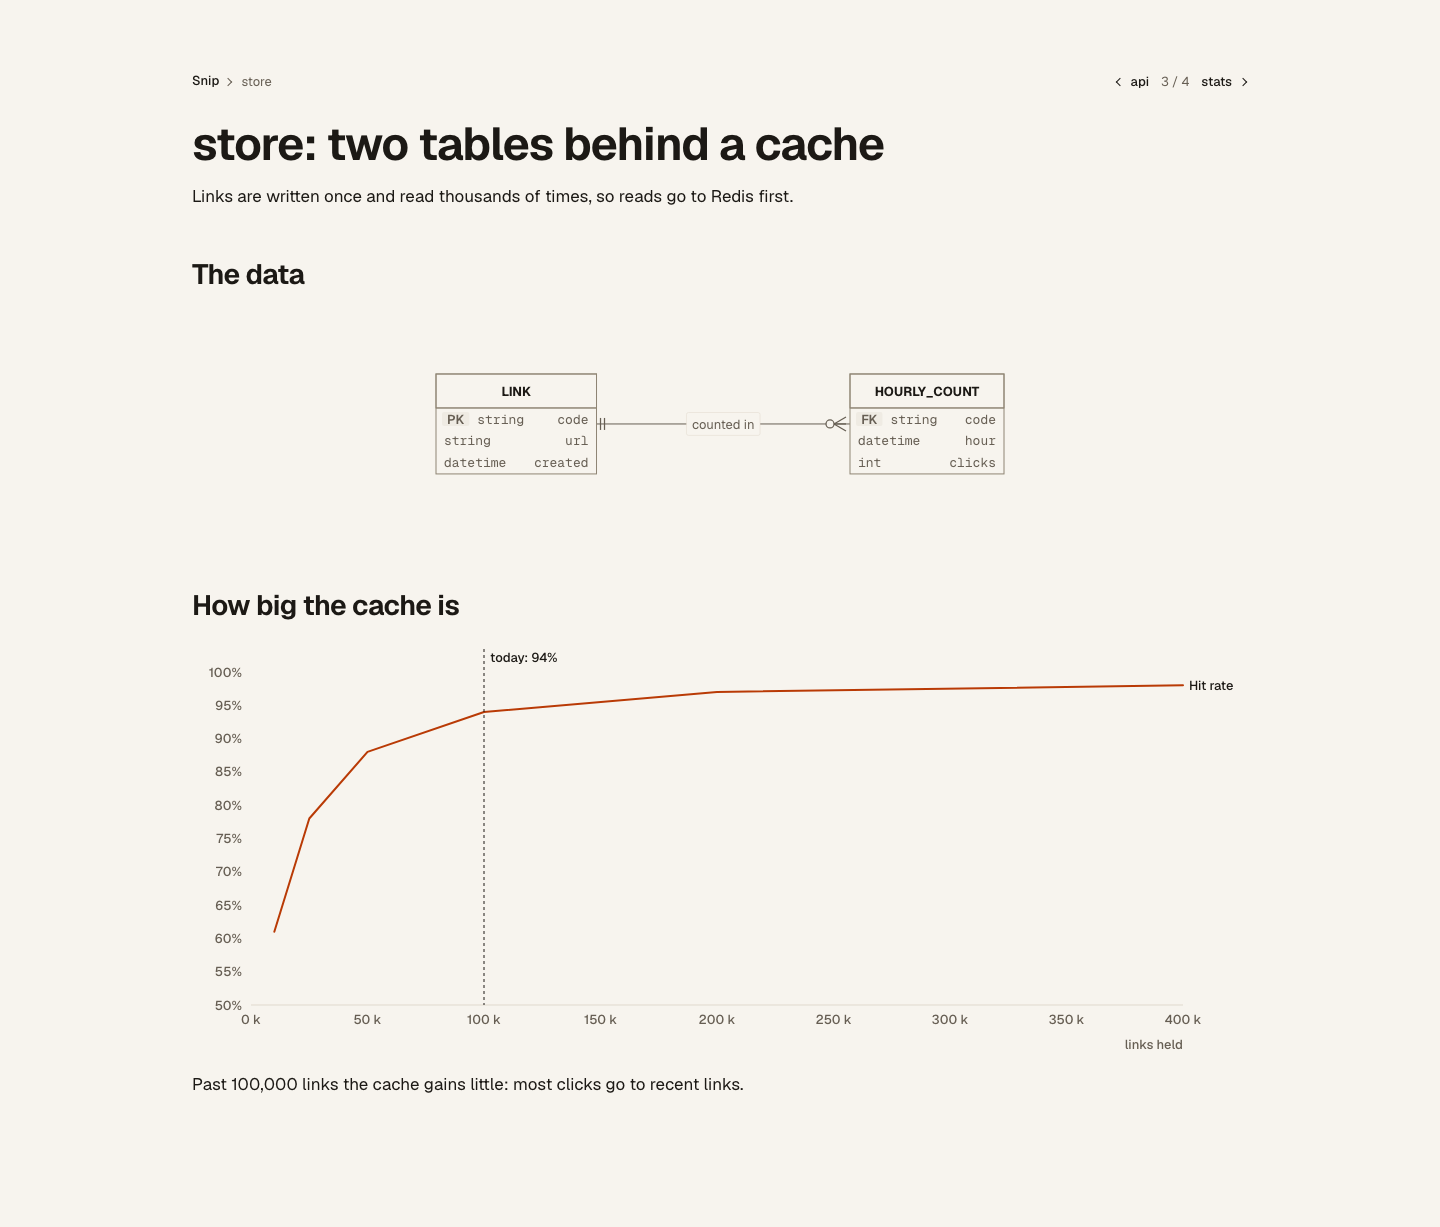 Snip > store
< api 3 / 4 stats >
store: two tables behind a cache
Links are written once and read thousands of times, so reads go to Redis first.
The data
LINK
PK string code
string url
datetime created
counted in
HOURLY_COUNT
FK string code
datetime hour
int clicks
How big the cache is
today: 94%
100%
95%
90%
85%
80%
75%
70%
65%
60%
55%
50%
Hit rate
0 k 50 k 100 k 150 k 200 k 250 k 300 k 350 k 400 k
links held
Past 100,000 links the cache gains little: most clicks go to recent links.